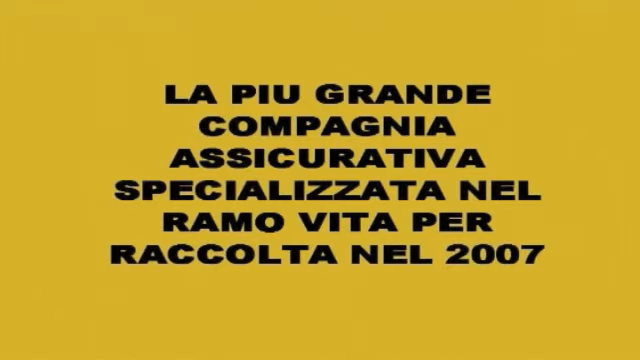 LA PIU GRANDE
COMPAGNIA
ASSICURATIVA
SPECIALIZZATA NEL
RAMO VITA PER
RACCOLTA NEL 2007